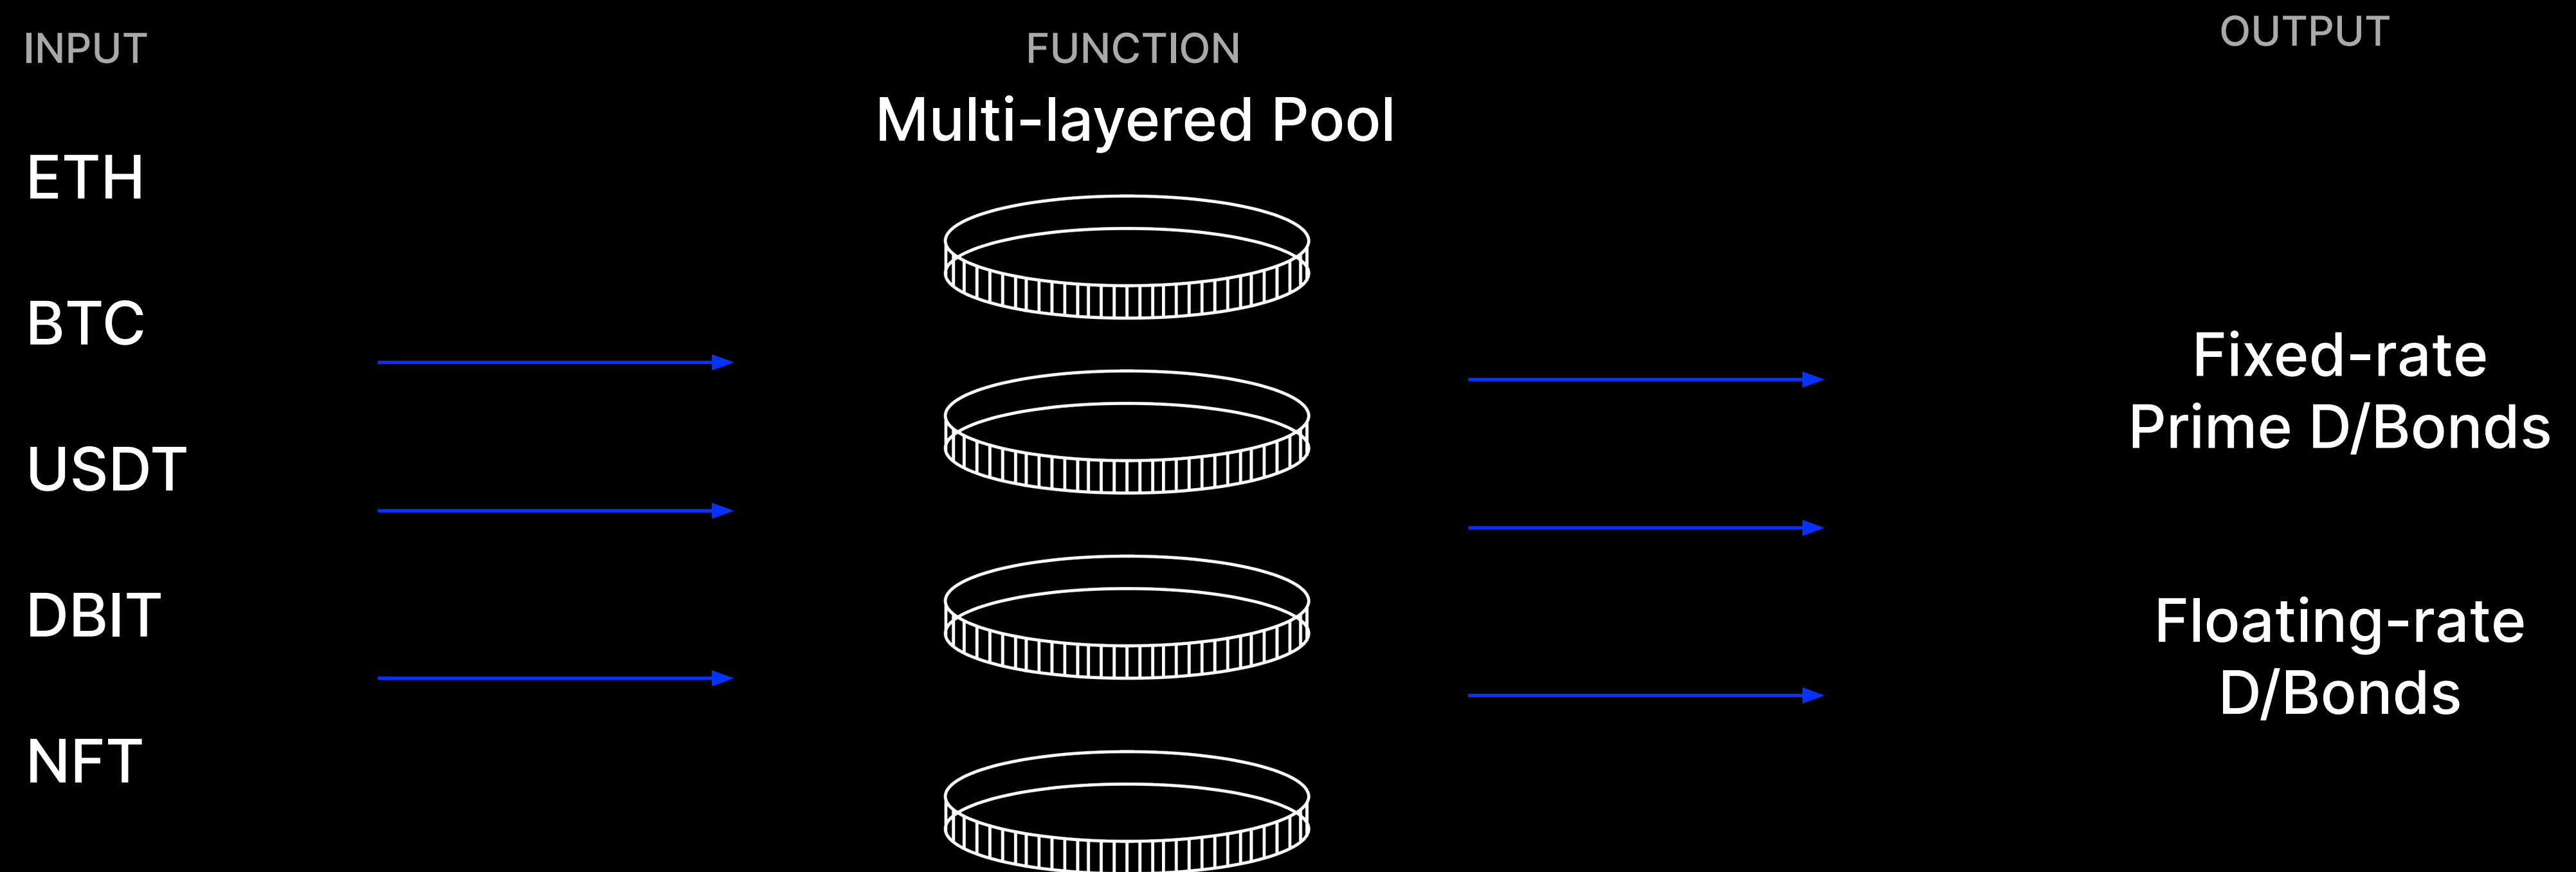 INPUT
ETH
BTC
USDT
DBIT
NFT
FUNCTION
Multi-layered Pool
OUTPUT
Fixed-rate
Prime D/Bonds
Floating-rate
D/Bonds